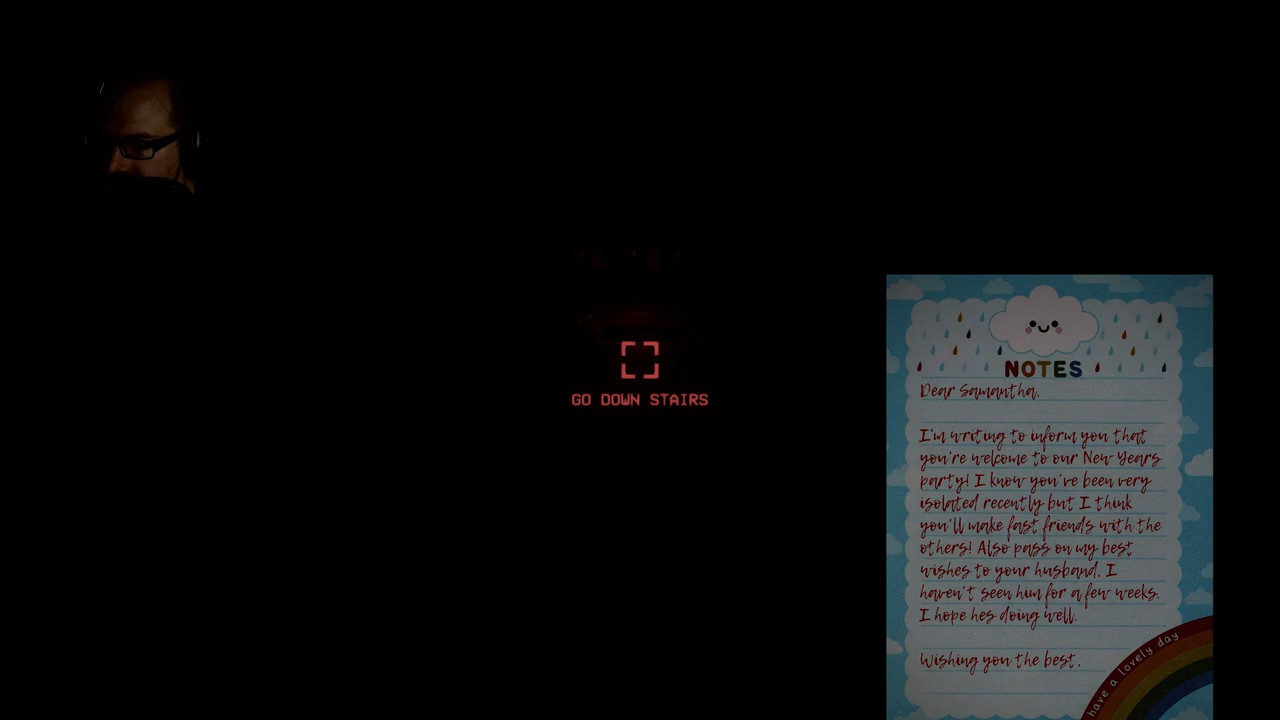 GO DOWN STAIRS
NOTES
Dear Samantha,
I'm writing to inform you that
you're welcome to our New Years
party! I know you've been very
isolated recently but I think
you'll make fast friends with the
others! Also pass on my best
wishes to your husband. I
haven't seen him for a few weeks.
I hope hes doing well.
Wishing you the best,
have a lovely day